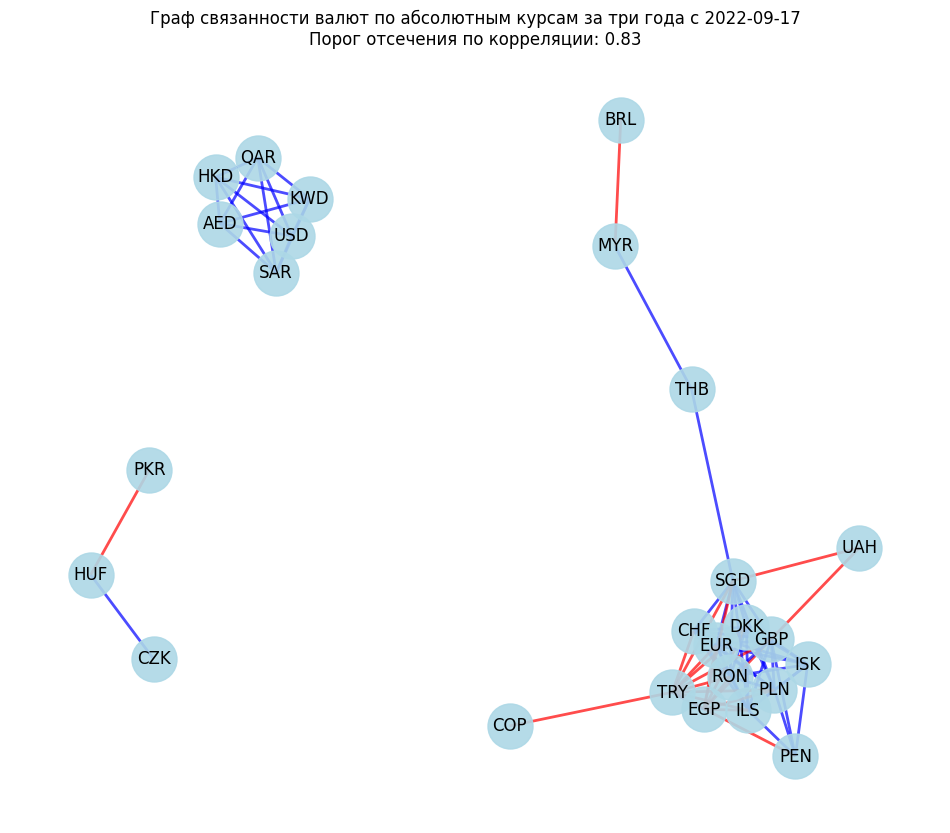 Граф связанности валют по абсолютным курсам за три года с 2022-09-17
Порог отсечения по корреляции: 0.83
BRL
QAR
HKD
KWD
AED
USD
MYR
SAR
THB
PKR
UAH
HUF
SGD
DKK
CHF
GBP
EUR
CZK
ISK
RON
PLN
TRY
EGP
ILS
COP
PEN